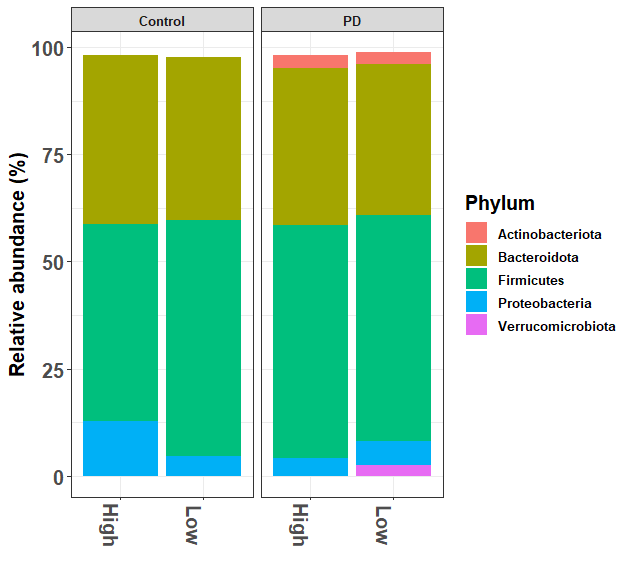 Control
PD
Relative abundance (%)
100
75
50
25
0
High
Low
High
Low
Phylum
Actinobacteriota
Bacteroidota
Firmicutes
Proteobacteria
Verrucomicrobiota